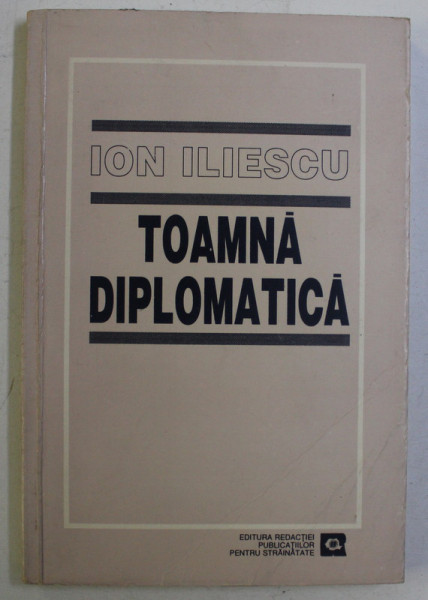 ION ILIESCU
TOAMNĂ
DIPLOMATICĂ
EDITURA REDACȚIEI
PUBLICAȚIILOR
PENTRU STRĂINĂTATE